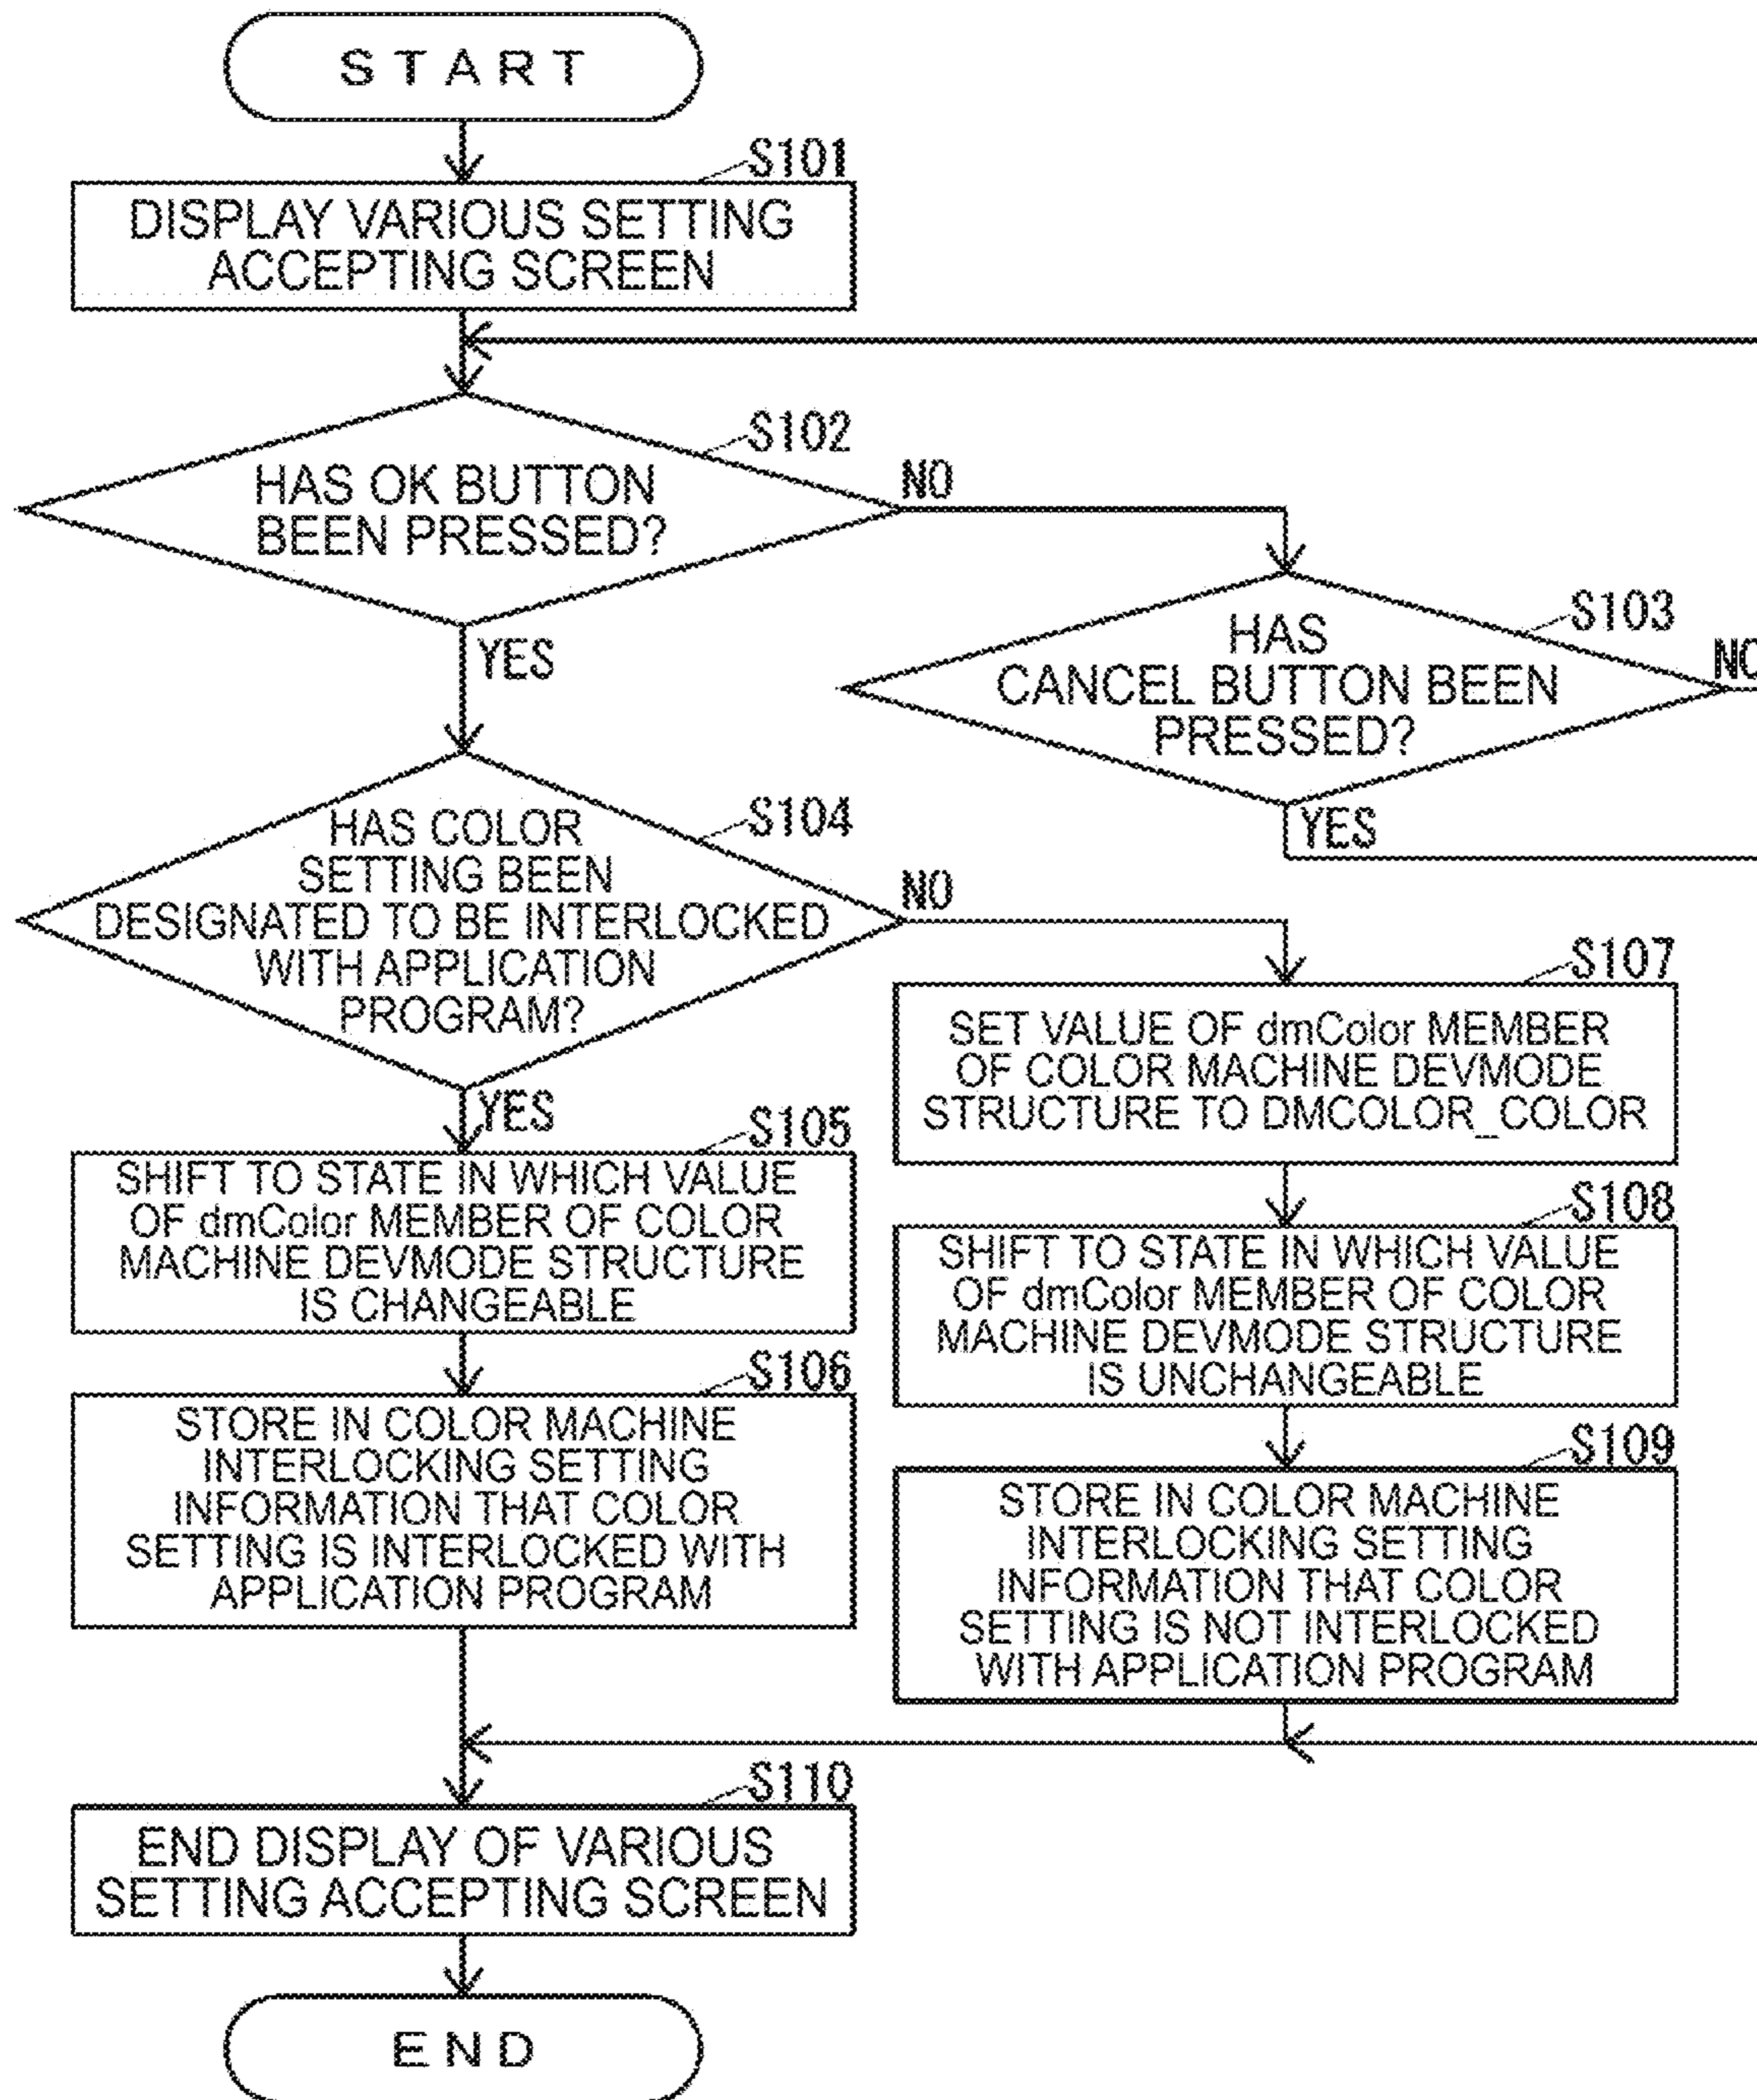 START
S101
DISPLAY VARIOUS SETTING
ACCEPTING SCREEN
S102
HAS OK BUTTON
BEEN PRESSED?
NO
YES
S103
HAS
CANCEL BUTTON BEEN
PRESSED?
NO
YES
S104
HAS COLOR
SETTING BEEN
DESIGNATED TO BE INTERLOCKED
WITH APPLICATION
PROGRAM?
NO
YES
S105
SHIFT TO STATE IN WHICH VALUE
OF dmColor MEMBER OF COLOR
MACHINE DEVMODE STRUCTURE
IS CHANGEABLE
S106
STORE IN COLOR MACHINE
INTERLOCKING SETTING
INFORMATION THAT COLOR
SETTING IS INTERLOCKED WITH
APPLICATION PROGRAM
S107
SET VALUE OF dmColor MEMBER
OF COLOR MACHINE DEVMODE
STRUCTURE TO DMCOLOR_COLOR
S108
SHIFT TO STATE IN WHICH VALUE
OF dmColor MEMBER OF COLOR
MACHINE DEVMODE STRUCTURE
IS UNCHANGEABLE
S109
STORE IN COLOR MACHINE
INTERLOCKING SETTING
INFORMATION THAT COLOR
SETTING IS NOT INTERLOCKED
WITH APPLICATION PROGRAM
S110
END DISPLAY OF VARIOUS
SETTING ACCEPTING SCREEN
END